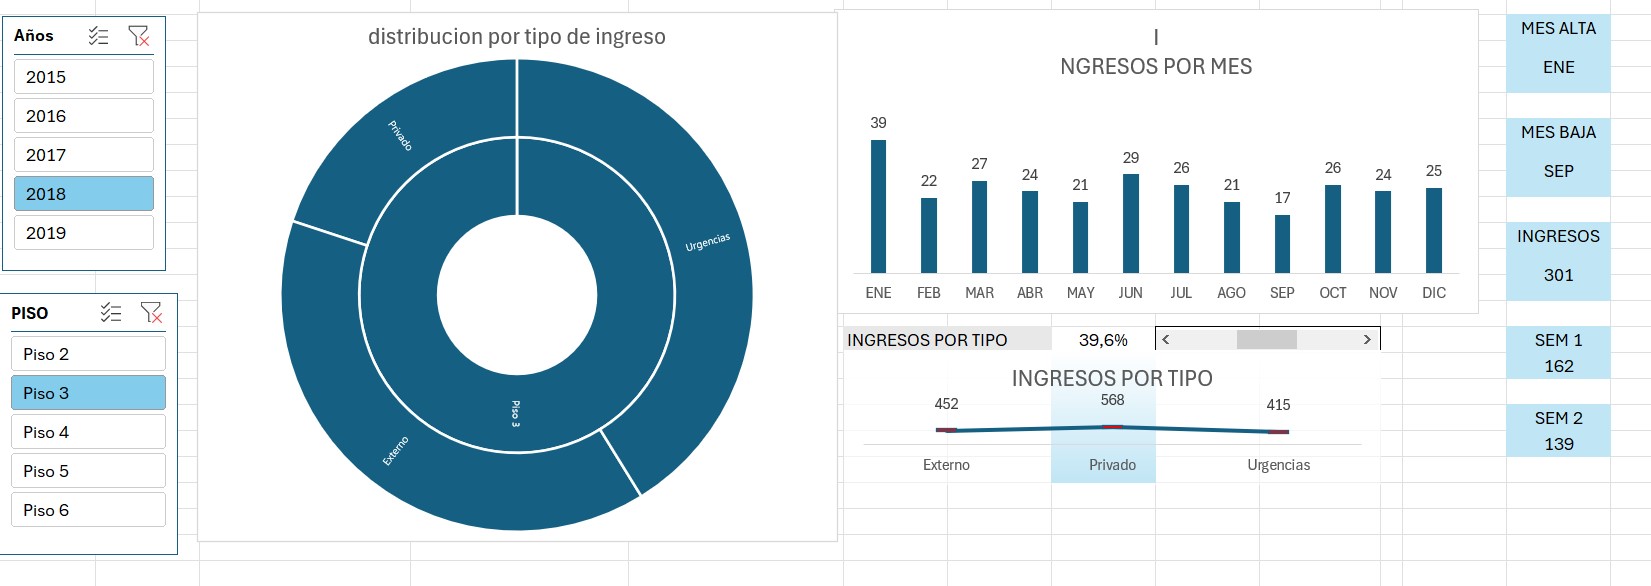 Años
2015
2016
2017
2018
2019
PISO
Piso 2
Piso 3
Piso 4
Piso 5
Piso 6
distribucion por tipo de ingreso
Privado
Urgencias
Externo
Piso 3
I
NGRESOS POR MES
39
22
27
24
21
29
26
21
17
26
24
25
ENE FEB MAR ABR MAY JUN JUL AGO SEP OCT NOV DIC
INGRESOS POR TIPO 39,6% < >
INGRESOS POR TIPO
452 568 415
Externo Privado Urgencias
MES ALTA
ENE
MES BAJA
SEP
INGRESOS
301
SEM 1
162
SEM 2
139